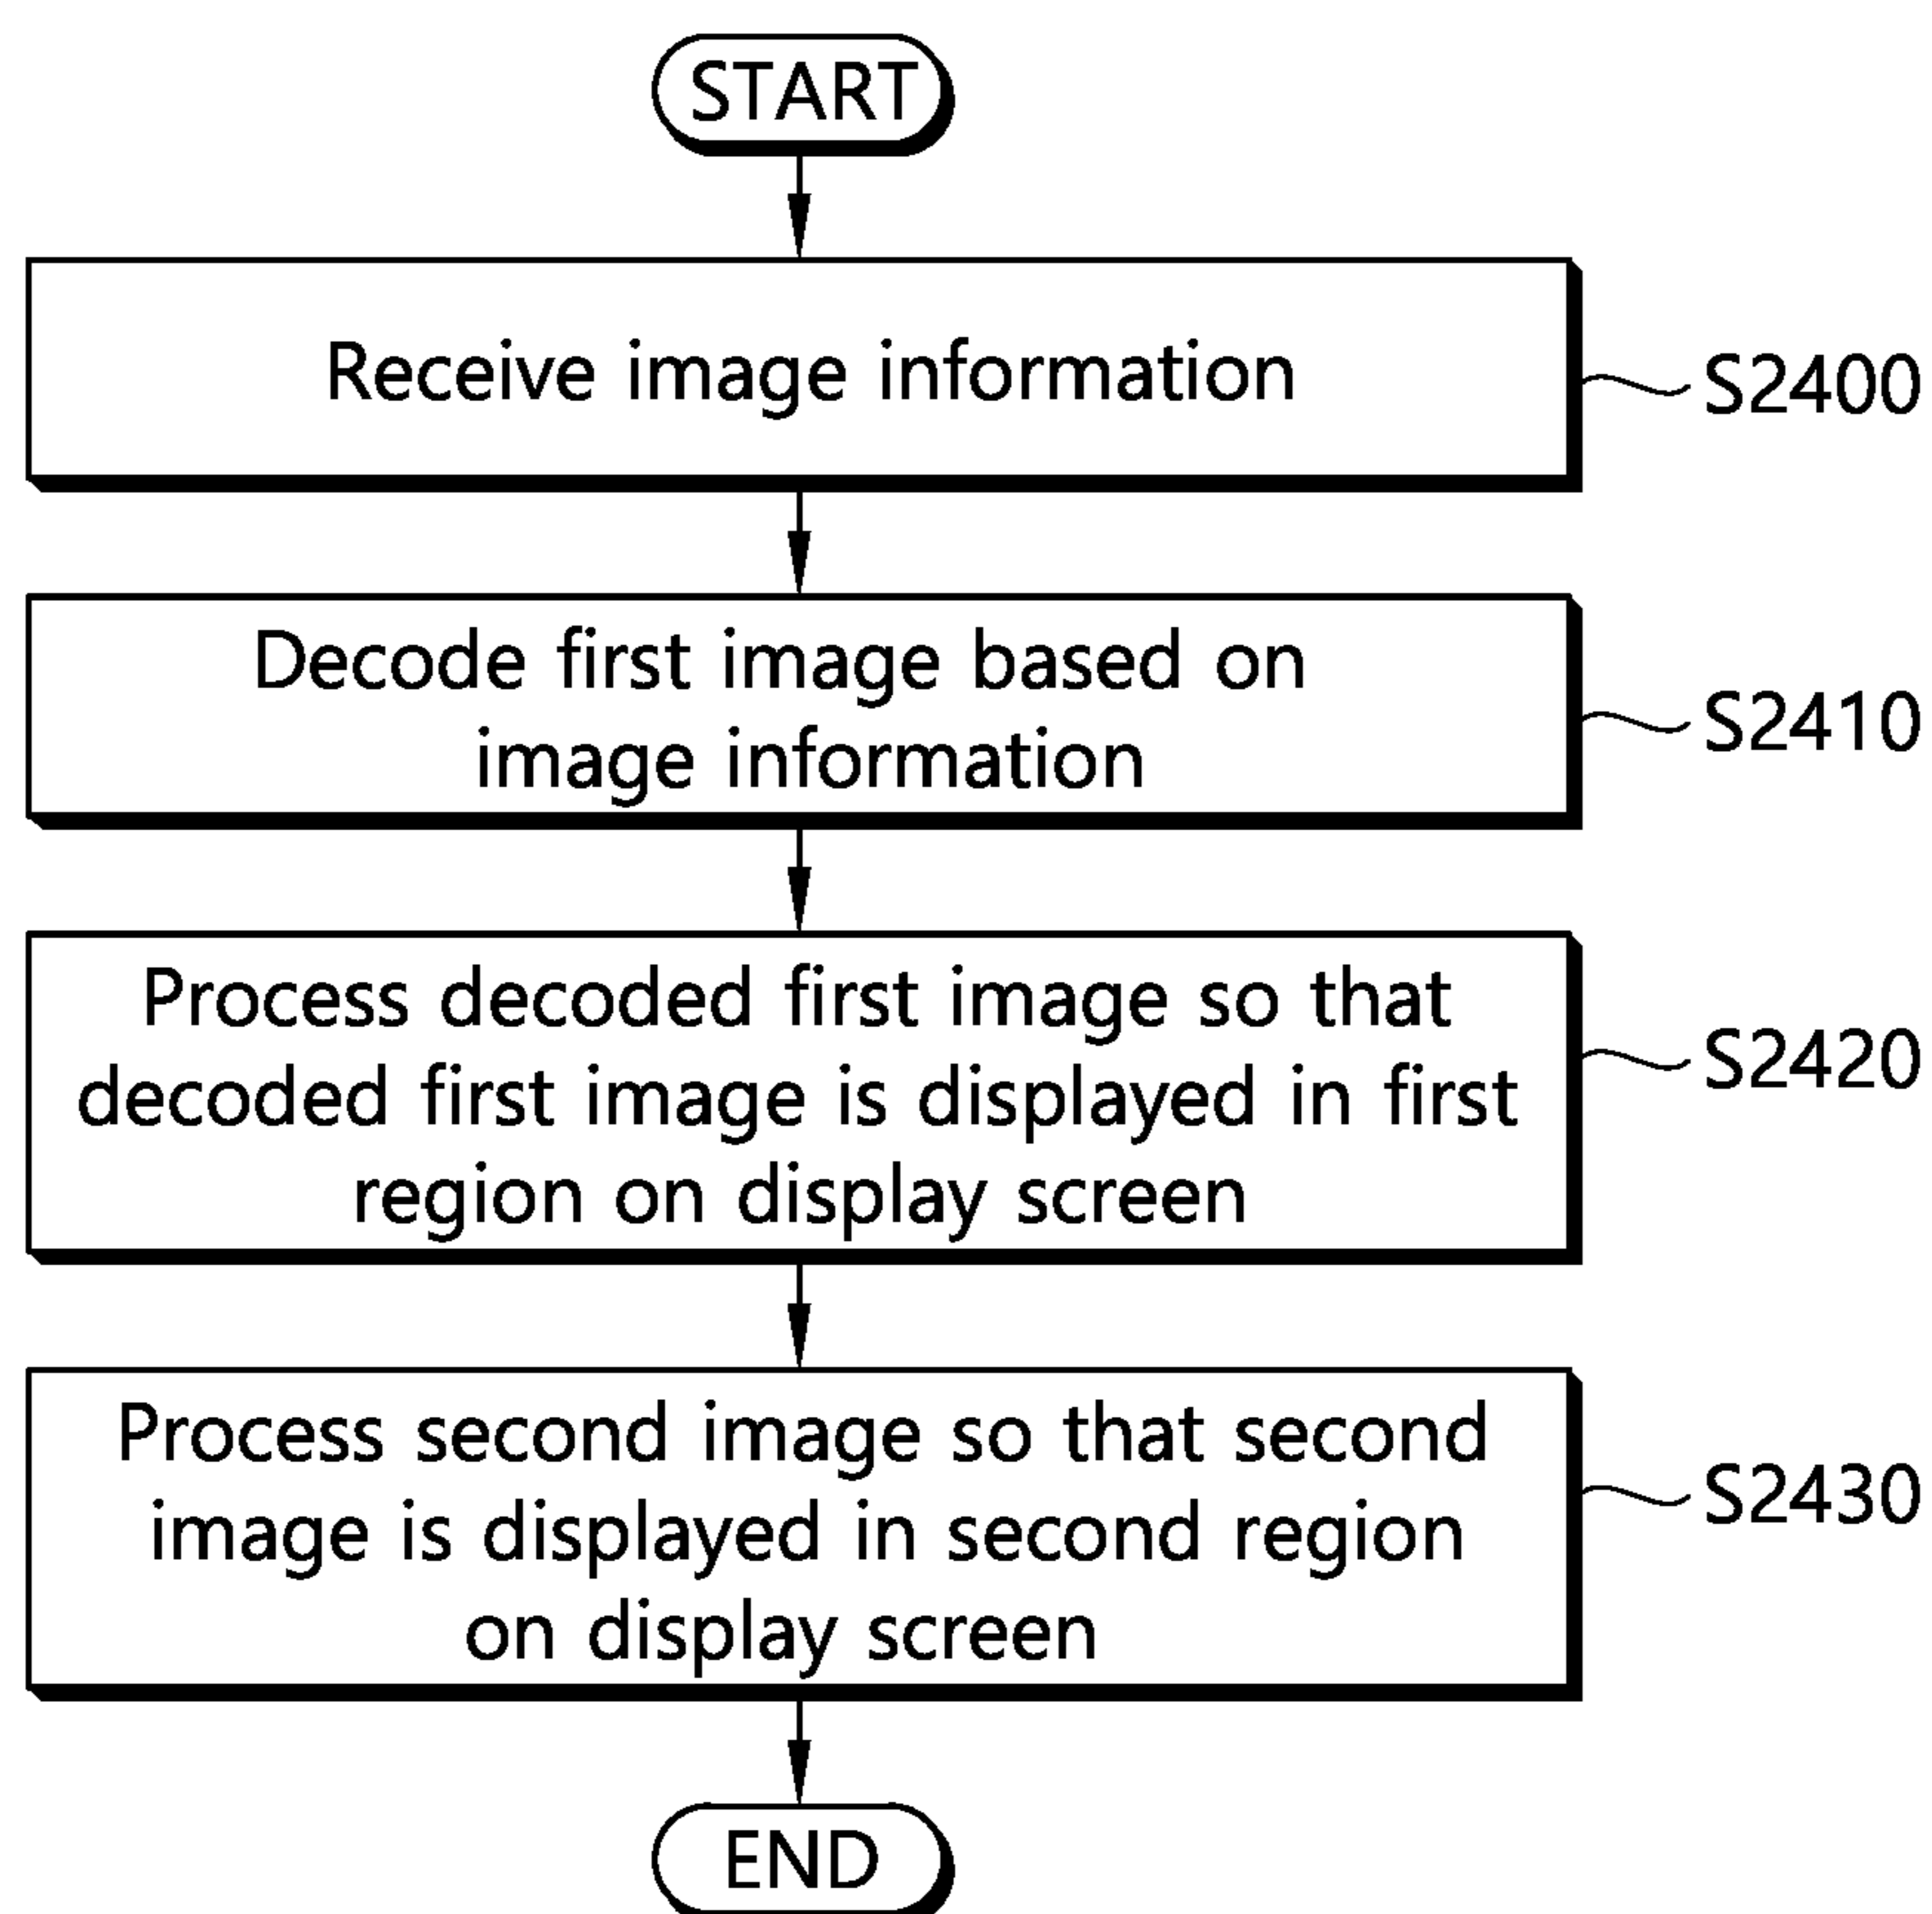 START
Receive image information
S2400
Decode first image based on
image information
S2410
Process decoded first image so that
decoded first image is displayed in first
region on display screen
S2420
Process second image so that second
image is displayed in second region
on display screen
S2430
END